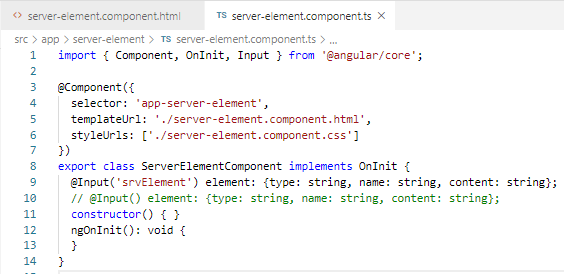 server-element.component.html
TS server-element.component.ts ×
src > app > server-element > TS server-element.component.ts > ...
1 import { Component, OnInit, Input } from '@angular/core';
2
3 @Component({
4 selector: 'app-server-element',
5 templateUrl: './server-element.component.html',
6 styleUrls: ['./server-element.component.css']
7 })
8 export class ServerElementComponent implements OnInit {
9 @Input('srvElement') element: {type: string, name: string, content: string};
10 // @Input() element: {type: string, name: string, content: string};
11 constructor() { }
12 ngOnInit(): void {
13 }
14 }